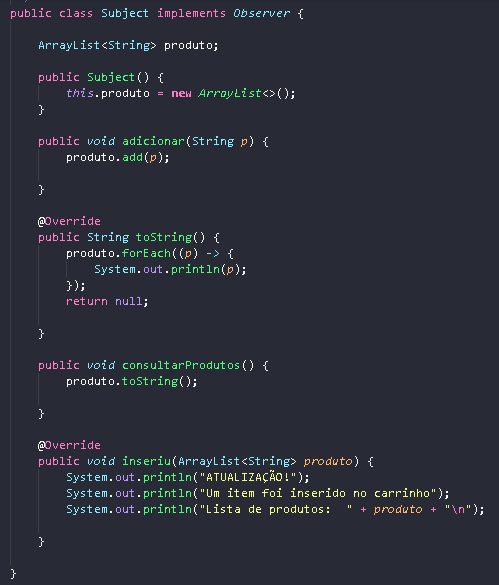 public class Subject implements Observer {
ArrayList<String> produto;
public Subject() {
this.produto = new ArrayList<>();
}
public void adicionar(String p) {
produto.add(p);
}
@Override
public String toString() {
produto.forEach((p) -> {
System.out.println(p);
});
return null;
}
public void consultarProdutos() {
produto.toString();
}
@Override
public void inseriu(ArrayList<String> produto) {
System.out.println("ATUALIZAÇÃO!");
System.out.println("Um item foi inserido no carrinho");
System.out.println("Lista de produtos:  " + produto + "\n");
}
}